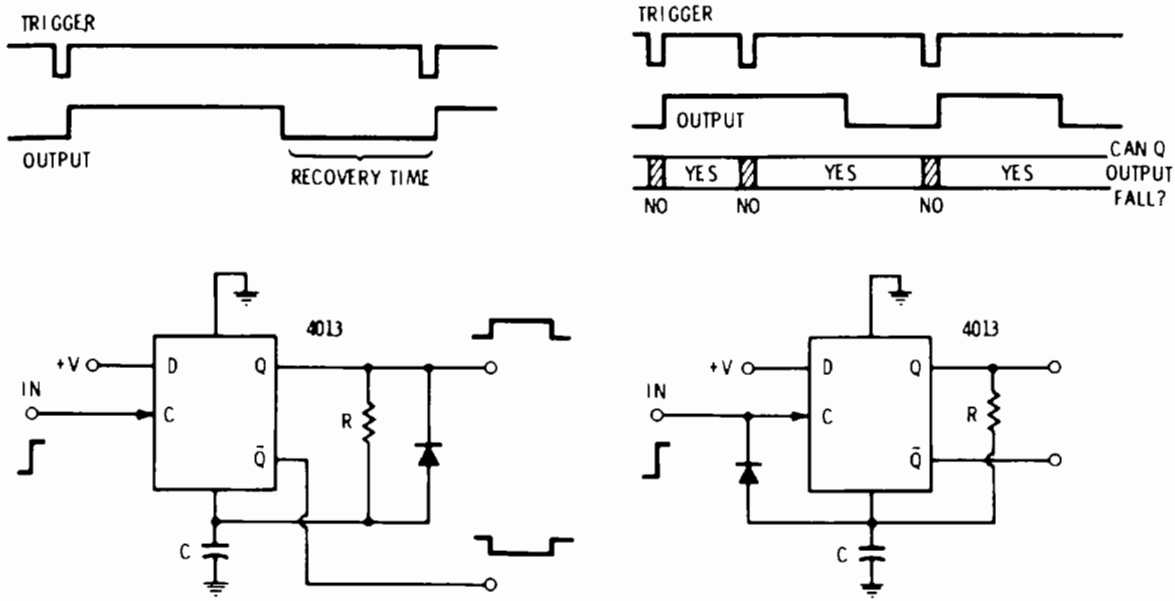 TRIGGER
OUTPUT
RECOVERY TIME
TRIGGER
OUTPUT
CAN Q
OUTPUT
FALL?
YES YES YES
NO NO NO
4013
+V
D Q
IN
C
R
Q̄
C
4013
+V
D Q
IN
C
R
Q̄
C